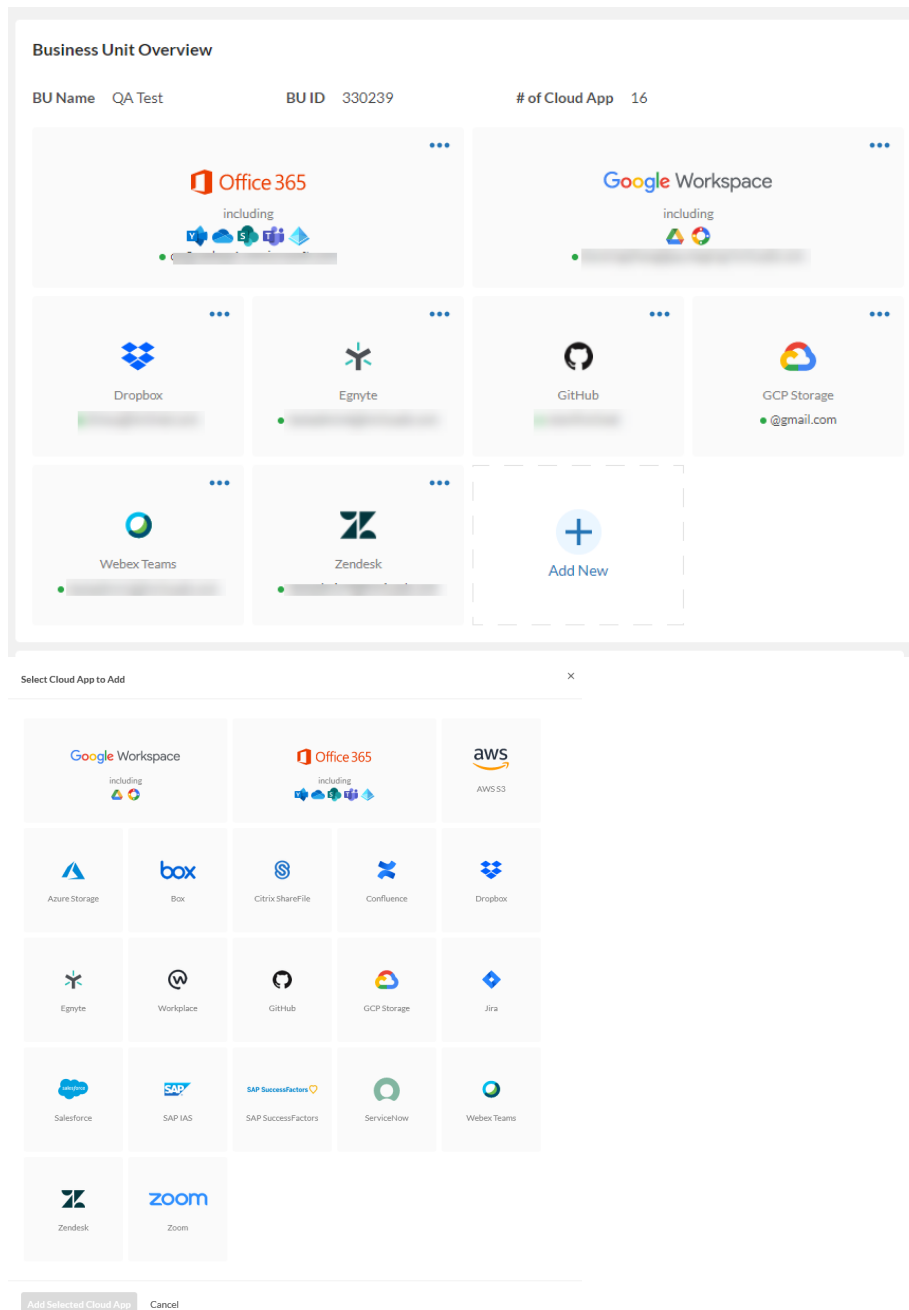 Business Unit Overview
BU Name QA Test BU ID 330239 # of Cloud App 16
Office 365
including
Google Workspace
including
Dropbox
Egnyte
GitHub
GCP Storage
@gmail.com
Webex Teams
Zendesk
Add New
Select Cloud App to Add
Google Workspace
including
Office 365
including
aws
AWS S3
Azure Storage
box
Box
Citrix ShareFile
Confluence
Dropbox
Egnyte
Workplace
GitHub
GCP Storage
Jira
salesforce
Salesforce
SAP
SAP IAS
SAP SuccessFactors
SAP SuccessFactors
ServiceNow
Webex Teams
Zendesk
zoom
Zoom
Add Selected Cloud App Cancel